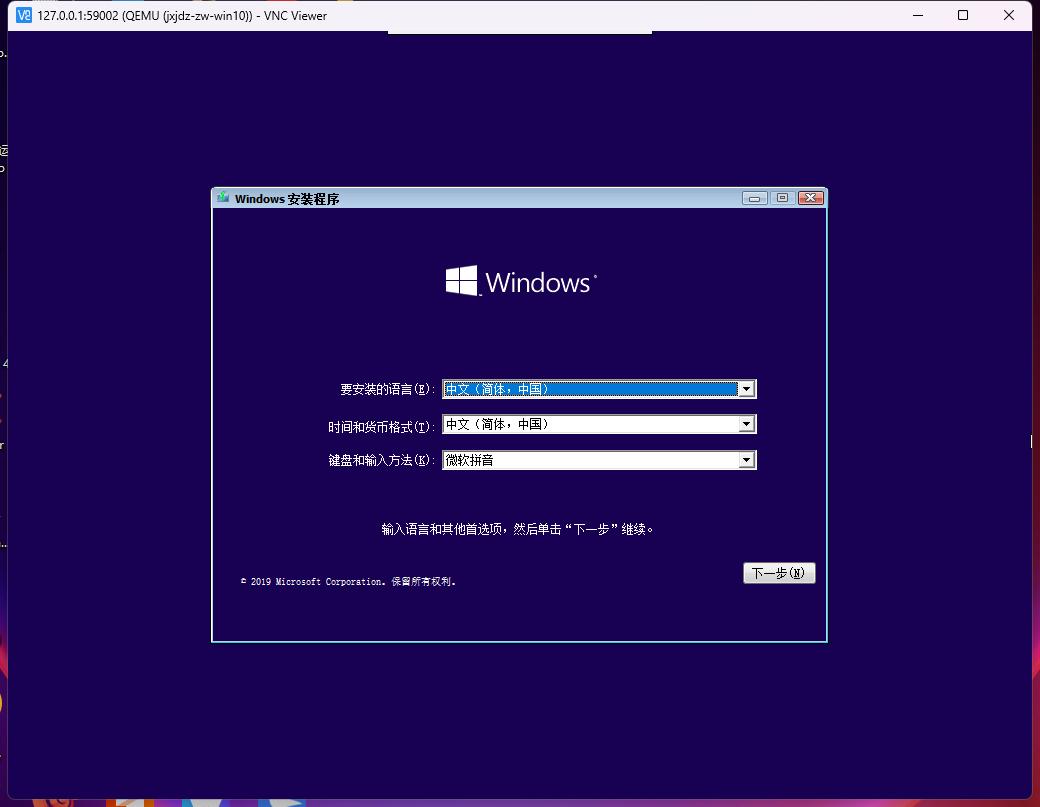 127.0.0.1:59002 (QEMU (jxjdz-zw-win10)) - VNC Viewer
Windows 安装程序
Windows
要安装的语言(E): 中文（简体，中国）
时间和货币格式(T): 中文（简体，中国）
键盘和输入方法(K): 微软拼音
输入语言和其他首选项，然后单击“下一步”继续。
© 2019 Microsoft Corporation。保留所有权利。
下一步(N)